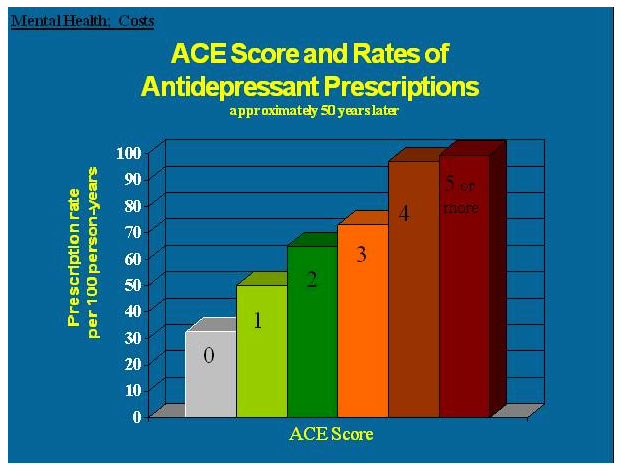 Mental Health: Costs
ACE Score and Rates of
Antidepressant Prescriptions
approximately 50 years later
Prescription rate
per 100 person-years
100
90
80
70
60
50
40
30
20
10
0
0
1
2
3
4
5 or
more
ACE Score